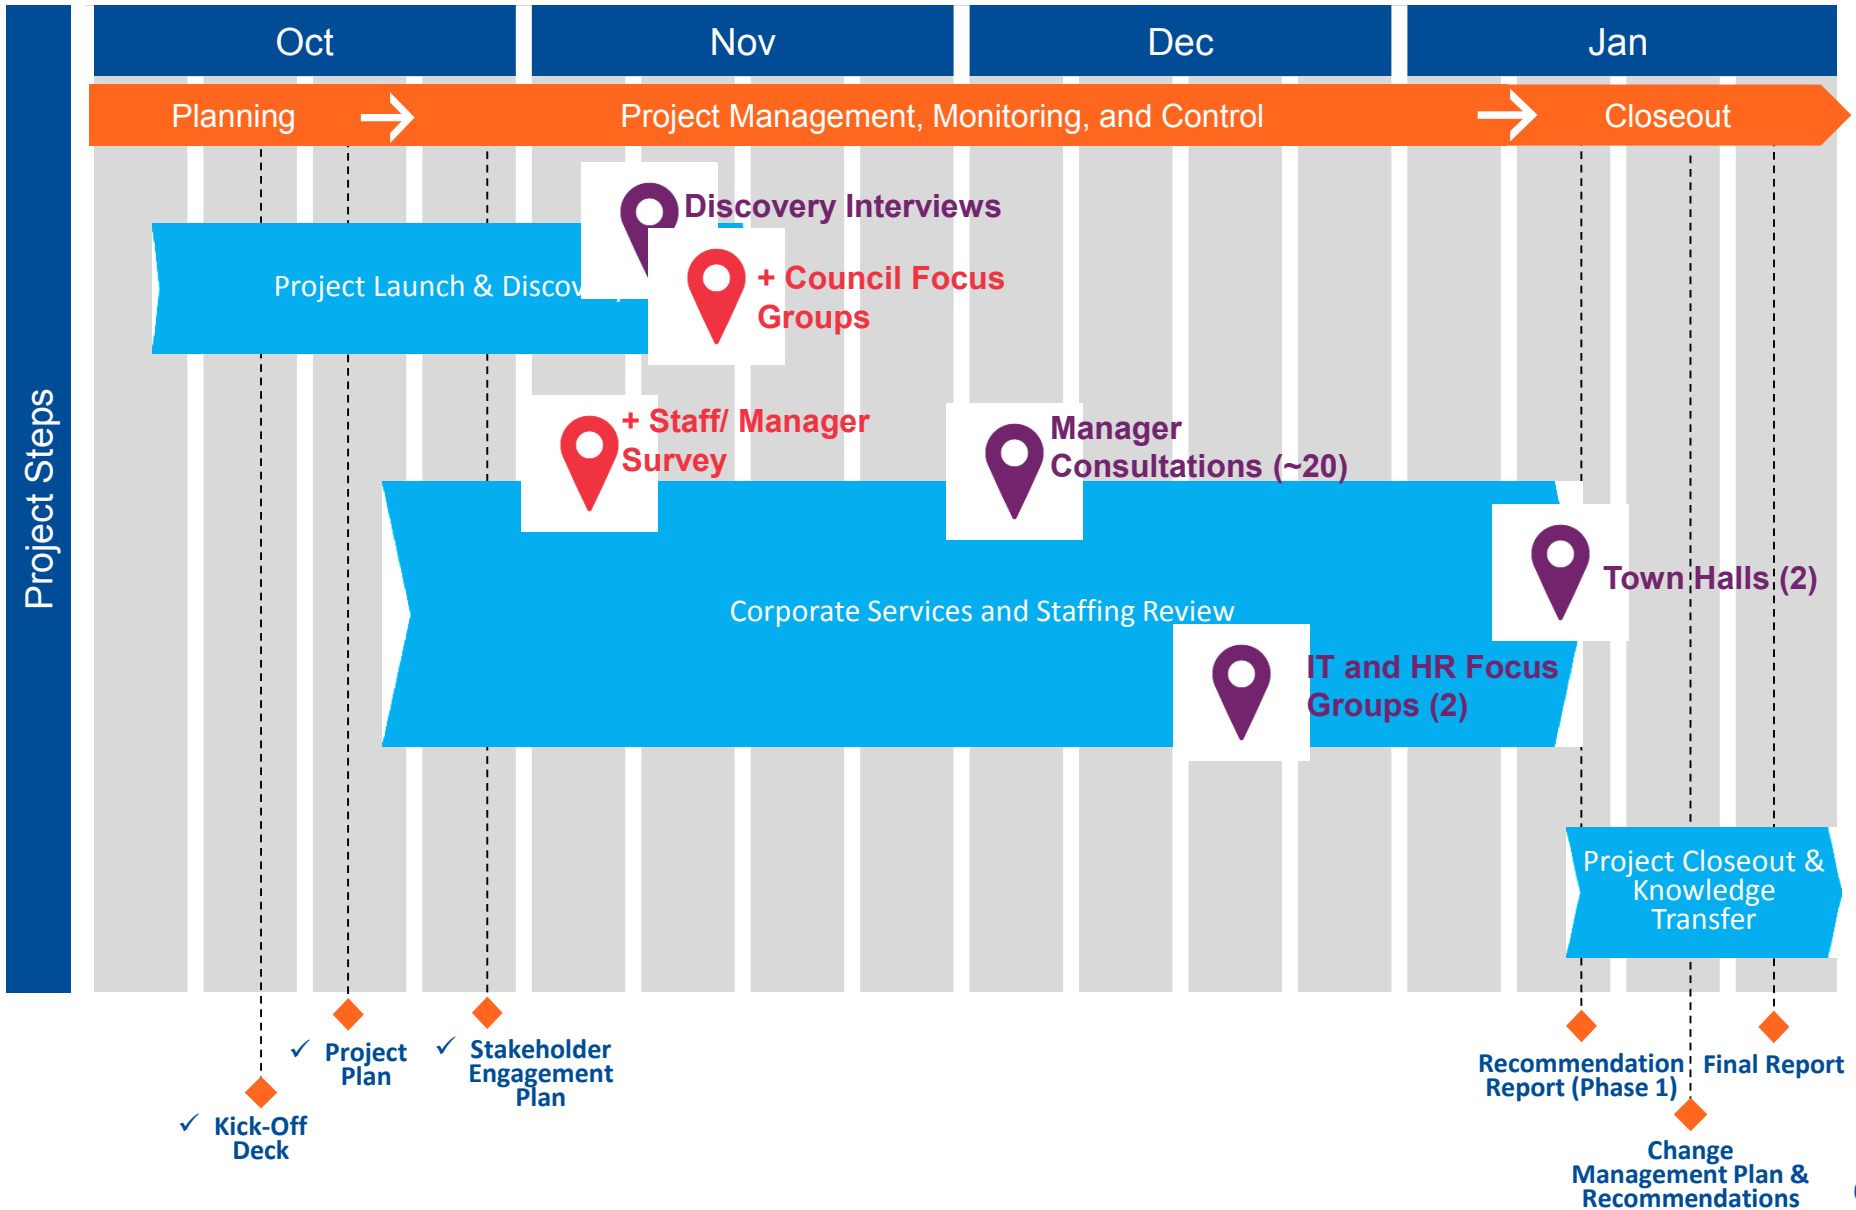 Oct
Nov
Dec
Jan
Planning
Project Management, Monitoring, and Control
Closeout
Project Steps
Discovery Interviews
Project Launch & Disco
+ Council Focus
Groups
+ Staff/ Manager
Survey
Manager
Consultations (~20)
Corporate Services and Staffing Review
Town Halls (2)
IT and HR Focus
Groups (2)
Project Closeout &
Knowledge
Transfer
✓ Project
Plan
✓ Stakeholder
Engagement
Plan
✓ Kick-Off
Deck
Recommendation
Report (Phase 1)
Final Report
Change
Management Plan &
Recommendations